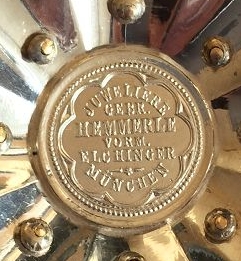 JUWELIERE
GEBR.
HEMMERLE
VORM.
ELCHINGER
MÜNCHEN